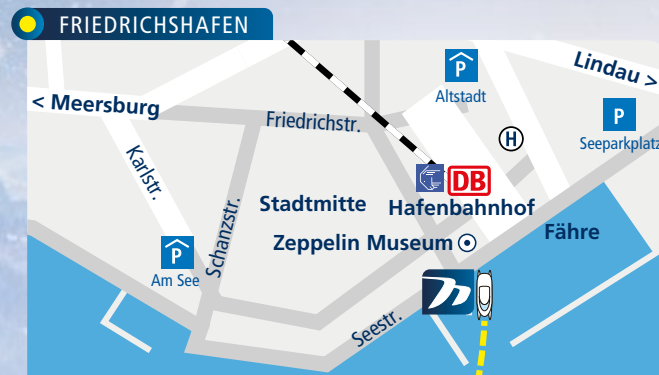 FRIEDRICHSHAFEN
Lindau >
P
Altstadt
< Meersburg
Friedrichstr.
P
Seeparkplatz
H
Karlstr.
DB
Stadtmitte
Hafenbahnhof
Schanzstr.
Fähre
Zeppelin Museum
P
Am See
Seestr.